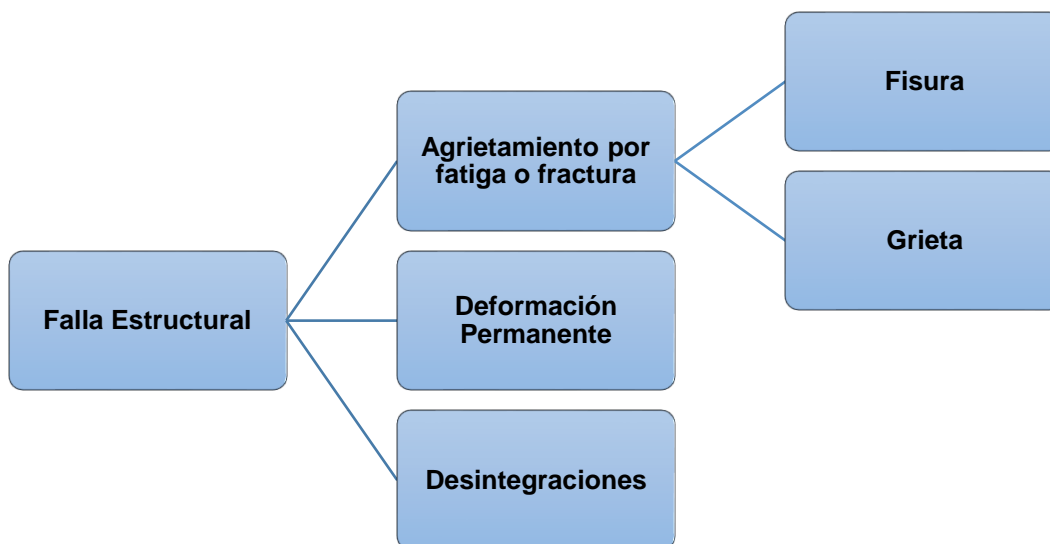 Falla Estructural
Agrietamiento por
fatiga o fractura
Fisura
Grieta
Deformación
Permanente
Desintegraciones